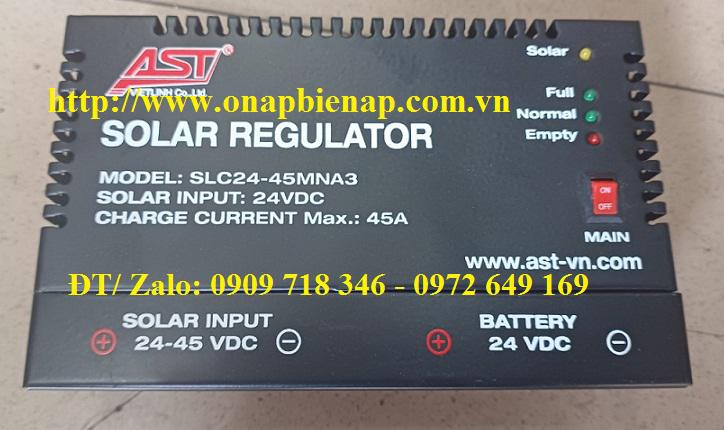 AST®
VIETLINH Co., Ltd.
Solar
http://www.onapbienap.com.vn
Full
Normal
Empty
SOLAR REGULATOR
MODEL: SLC24-45MNA3
SOLAR INPUT: 24VDC
CHARGE CURRENT Max.: 45A
ON
OFF
MAIN
www.ast-vn.com
ĐT/ Zalo: 0909 718 346 - 0972 649 169
SOLAR INPUT
+ 24-45 VDC -
BATTERY
+ 24 VDC -